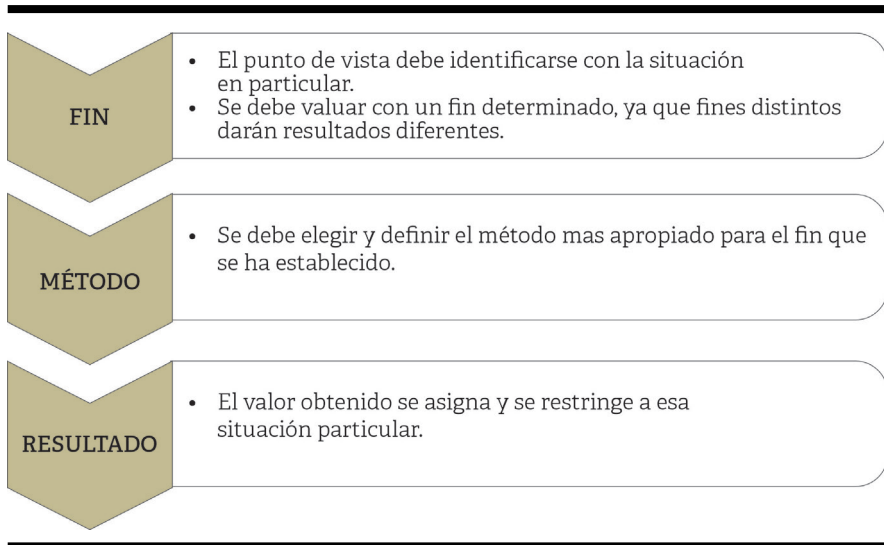 FIN
• El punto de vista debe identificarse con la situación
en particular.
• Se debe valuar con un fin determinado, ya que fines distintos
darán resultados diferentes.
MÉTODO
• Se debe elegir y definir el método mas apropiado para el fin que
se ha establecido.
RESULTADO
• El valor obtenido se asigna y se restringe a esa
situación particular.